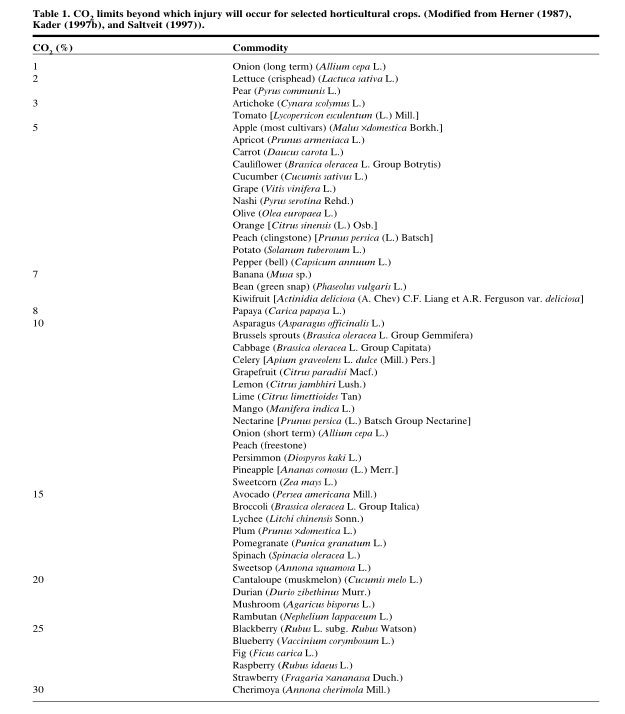 Table 1. CO2 limits beyond which injury will occur for selected horticultural crops. (Modified from Herner (1987),
Kader (1997b), and Saltveit (1997)).
CO2 (%) Commodity
1 Onion (long term) (Allium cepa L.)
2 Lettuce (crisphead) (Lactuca sativa L.)
Pear (Pyrus communis L.)
3 Artichoke (Cynara scolymus L.)
Tomato [Lycopersicon esculentum (L.) Mill.]
5 Apple (most cultivars) (Malus ×domestica Borkh.]
Apricot (Prunus armeniaca L.)
Carrot (Daucus carota L.)
Cauliflower (Brassica oleracea L. Group Botrytis)
Cucumber (Cucumis sativus L.)
Grape (Vitis vinifera L.)
Nashi (Pyrus serotina Rehd.)
Olive (Olea europaea L.)
Orange [Citrus sinensis (L.) Osb.]
Peach (clingstone) [Prunus persica (L.) Batsch]
Potato (Solanum tuberosum L.)
Pepper (bell) (Capsicum annuum L.)
7 Banana (Musa sp.)
Bean (green snap) (Phaseolus vulgaris L.)
Kiwifruit [Actinidia deliciosa (A. Chev) C.F. Liang et A.R. Ferguson var. deliciosa]
8 Papaya (Carica papaya L.)
10 Asparagus (Asparagus officinalis L.)
Brussels sprouts (Brassica oleracea L. Group Gemmifera)
Cabbage (Brassica oleracea L. Group Capitata)
Celery [Apium graveolens L. dulce (Mill.) Pers.]
Grapefruit (Citrus paradisi Macf.)
Lemon (Citrus jambhiri Lush.)
Lime (Citrus limettioides Tan)
Mango (Manifera indica L.)
Nectarine [Prunus persica (L.) Batsch Group Nectarine]
Onion (short term) (Allium cepa L.)
Peach (freestone)
Persimmon (Diospyros kaki L.)
Pineapple [Ananas comosus (L.) Merr.]
Sweetcorn (Zea mays L.)
15 Avocado (Persea americana Mill.)
Broccoli (Brassica oleracea L. Group Italica)
Lychee (Litchi chinensis Sonn.)
Plum (Prunus ×domestica L.)
Pomegranate (Punica granatum L.)
Spinach (Spinacia oleracea L.)
Sweetsop (Annona squamosa L.)
20 Cantaloupe (muskmelon) (Cucumis melo L.)
Durian (Durio zibethinus Murr.)
Mushroom (Agaricus bisporus L.)
Rambutan (Nephelium lappaceum L.)
25 Blackberry (Rubus L. subg. Rubus Watson)
Blueberry (Vaccinium corymbosum L.)
Fig (Ficus carica L.)
Raspberry (Rubus idaeus L.)
Strawberry (Fragaria ×ananassa Duch.)
30 Cherimoya (Annona cherimola Mill.)